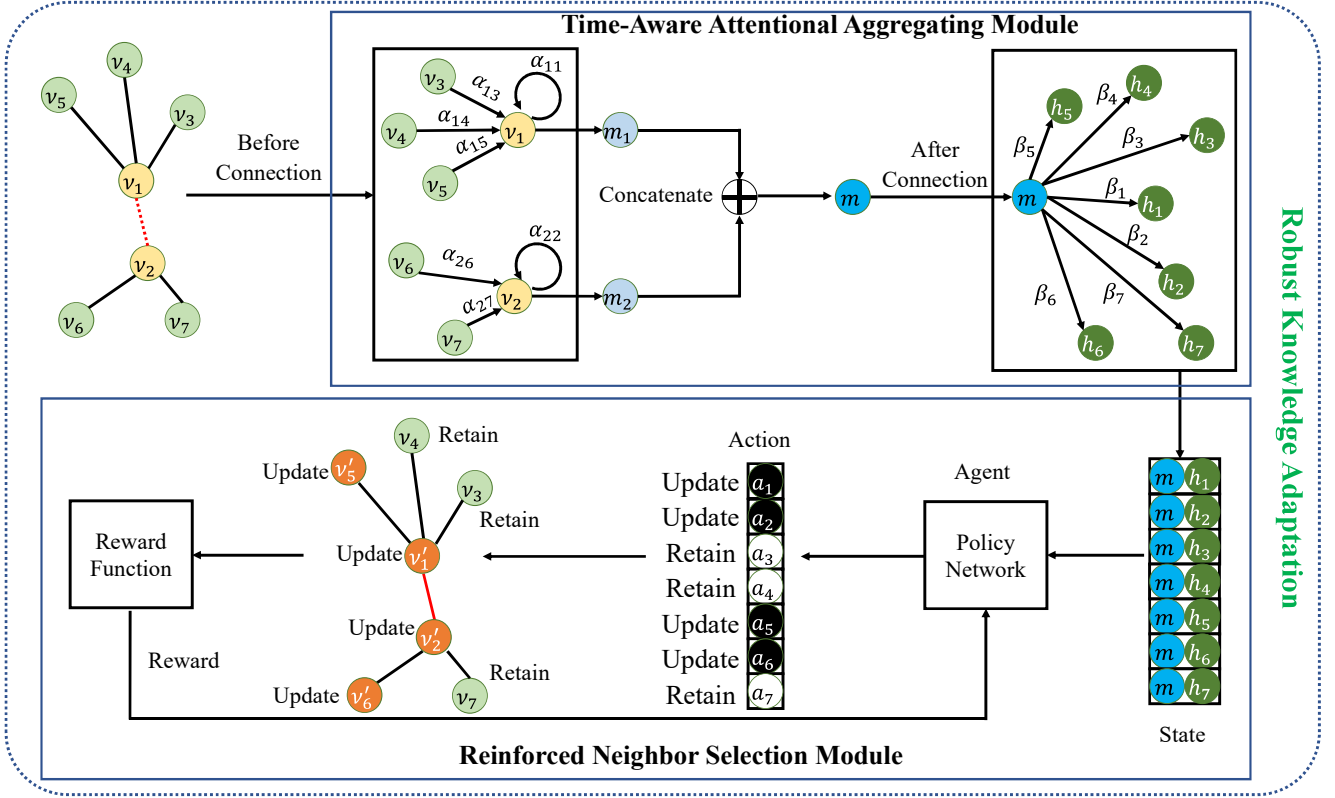 Time-Aware Attentional Aggregating Module
v₄
v₅
v₃
v₁
v₂
v₆
v₇
Before
Connection
v₃
α₁₃
α₁₁
v₄
α₁₄
v₁
α₁₅
v₅
m₁
v₆
α₂₆
α₂₂
v₂
α₂₇
v₇
m₂
Concatenate
m
After
Connection
m
β₅
h₅
β₄
h₄
β₃
h₃
β₁
h₁
β₂
h₂
β₆
h₆
β₇
h₇
Robust Knowledge Adaptation
Reward
Function
Reward
Update
v₅′
v₄
Retain
v₃
Retain
Update
v₁′
Update
v₂′
Update
v₆′
Retain
v₇
Action
Update a₁
Update a₂
Retain a₃
Retain a₄
Update a₅
Update a₆
Retain a₇
Agent
Policy
Network
m h₁
m h₂
m h₃
m h₄
m h₅
m h₆
m h₇
State
Reinforced Neighbor Selection Module